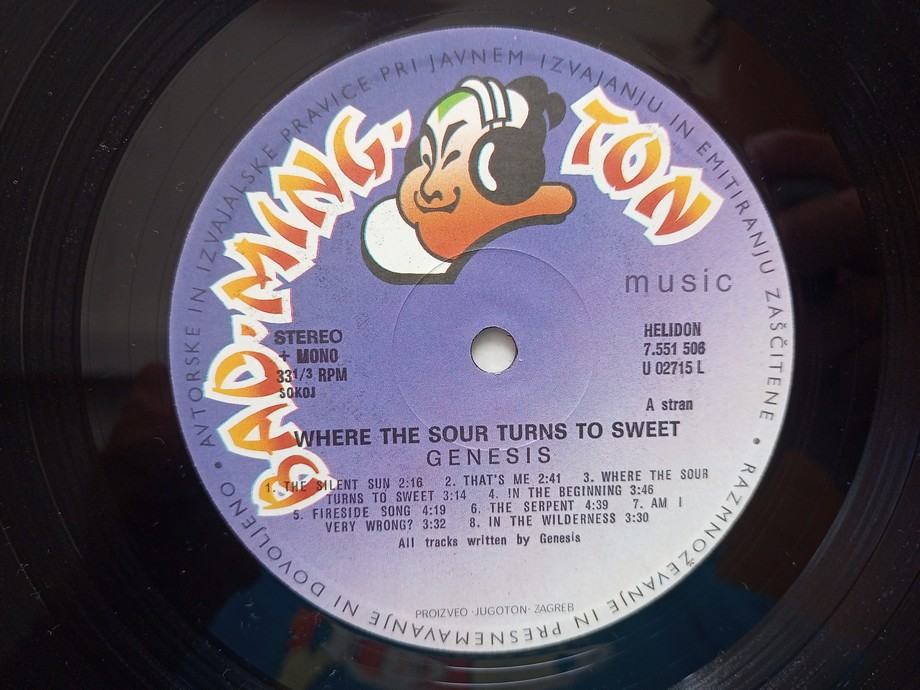 AVTORSKE IN IZVAJALSKE PRAVICE PRI JAVNEM IZVAJANJU IN EMITIRANJU ZAŠČITENE • RAZMNOŽEVANJE IN PRESNEMAVANJE NI DOVOLJENO •
BAD·MING·TON
music
STEREO
+ MONO
33 1/3 RPM
SOKOJ
HELIDON
7.551 506
U 02715 L
A stran
WHERE THE SOUR TURNS TO SWEET
GENESIS
1. THE SILENT SUN 2:16 2. THAT'S ME 2:41 3. WHERE THE SOUR
TURNS TO SWEET 3:14 4. IN THE BEGINNING 3:46
5. FIRESIDE SONG 4:19 6. THE SERPENT 4:39 7. AM I
VERY WRONG? 3:32 8. IN THE WILDERNESS 3:30
All tracks written by Genesis
PROIZVEO · JUGOTON · ZAGREB